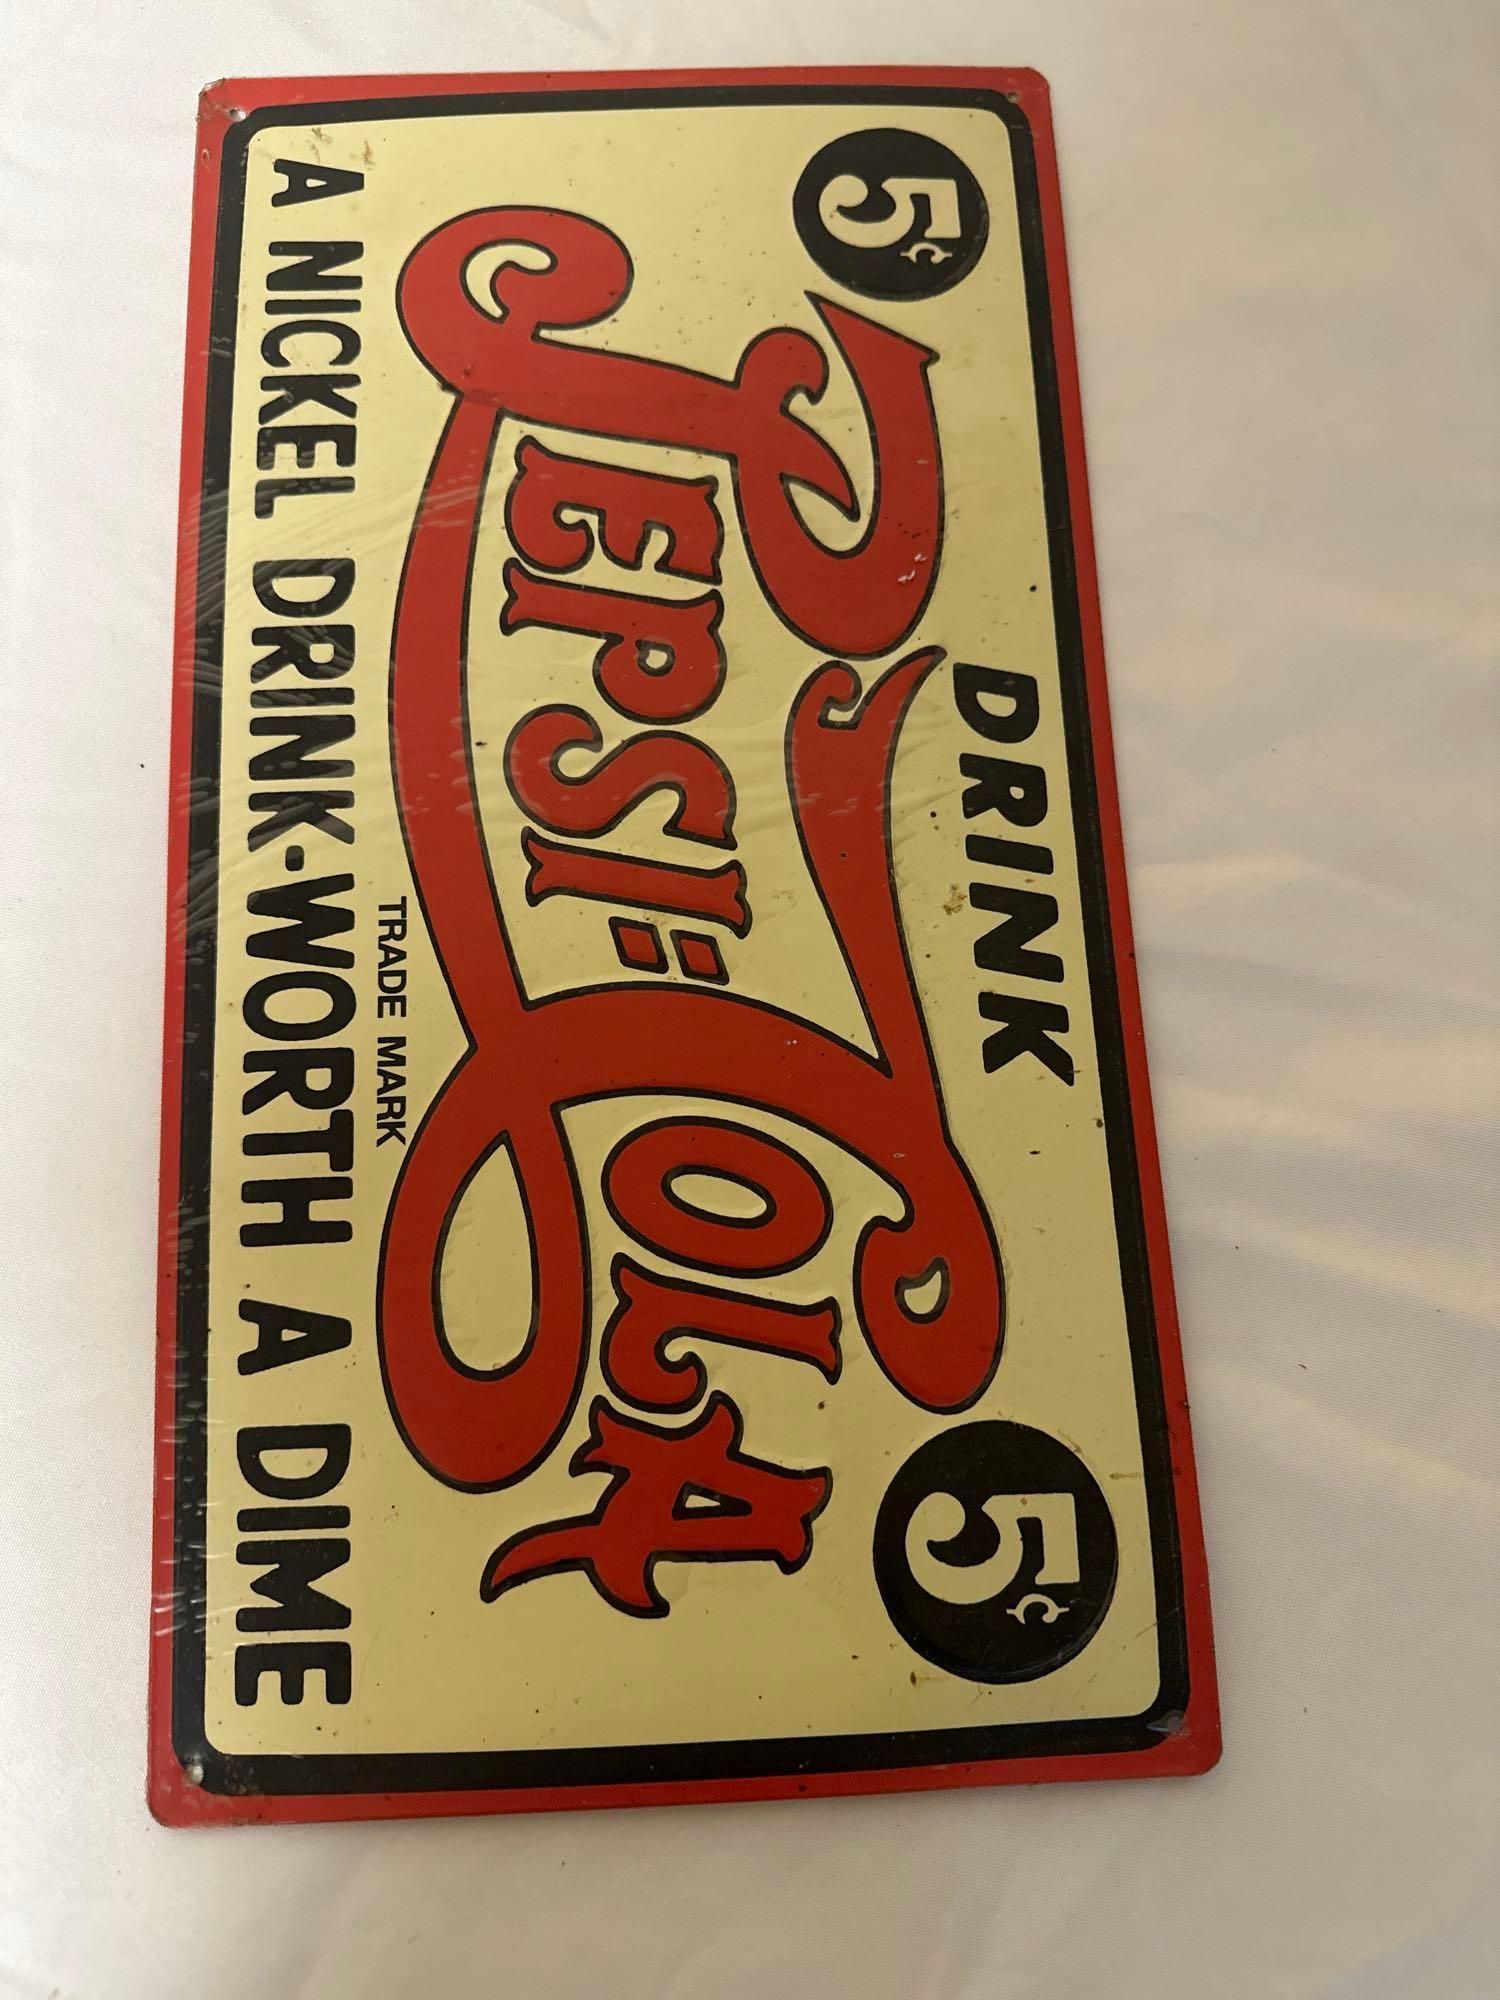 5¢ DRINK 5¢
PEPSI:COLA
TRADE MARK
A NICKEL DRINK-WORTH A DIME